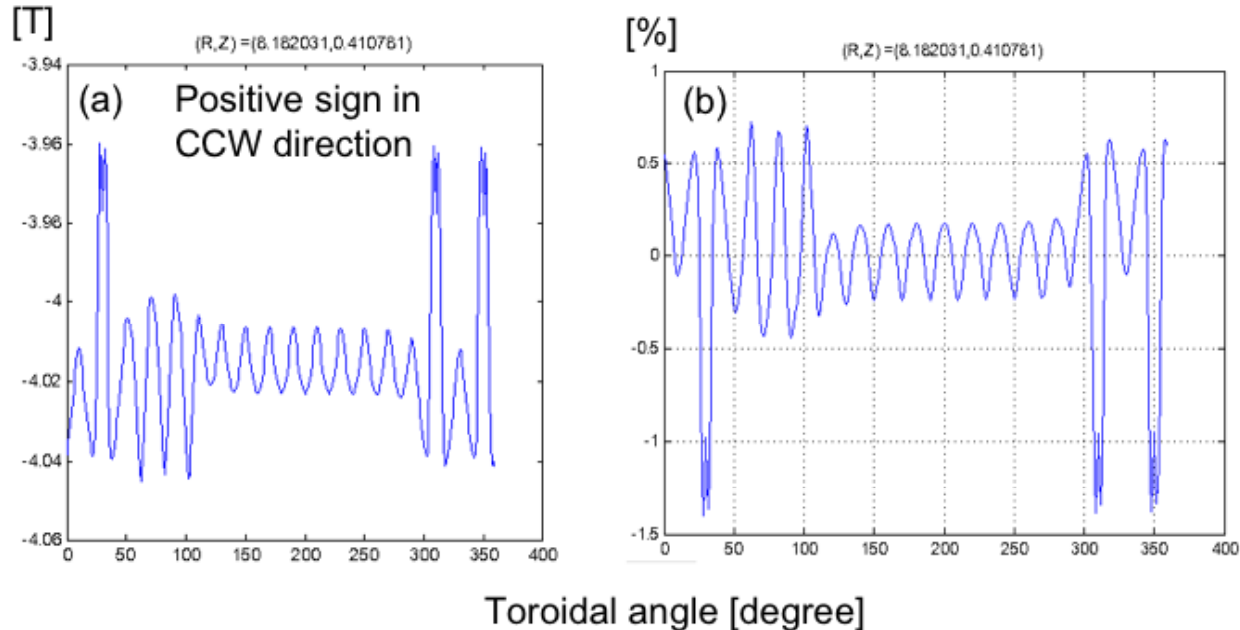 [T]
(R,Z) =(8.182031,0.410781)
(a) Positive sign in
CCW direction
-3.94
-3.96
-3.98
-4
-4.02
-4.04
-4.06
0 50 100 150 200 250 300 350 400
[%]
(R,Z) =(8.182031,0.410781)
(b)
1
0.5
0
-0.5
-1
-1.5
0 50 100 150 200 250 300 350 400
Toroidal angle [degree]